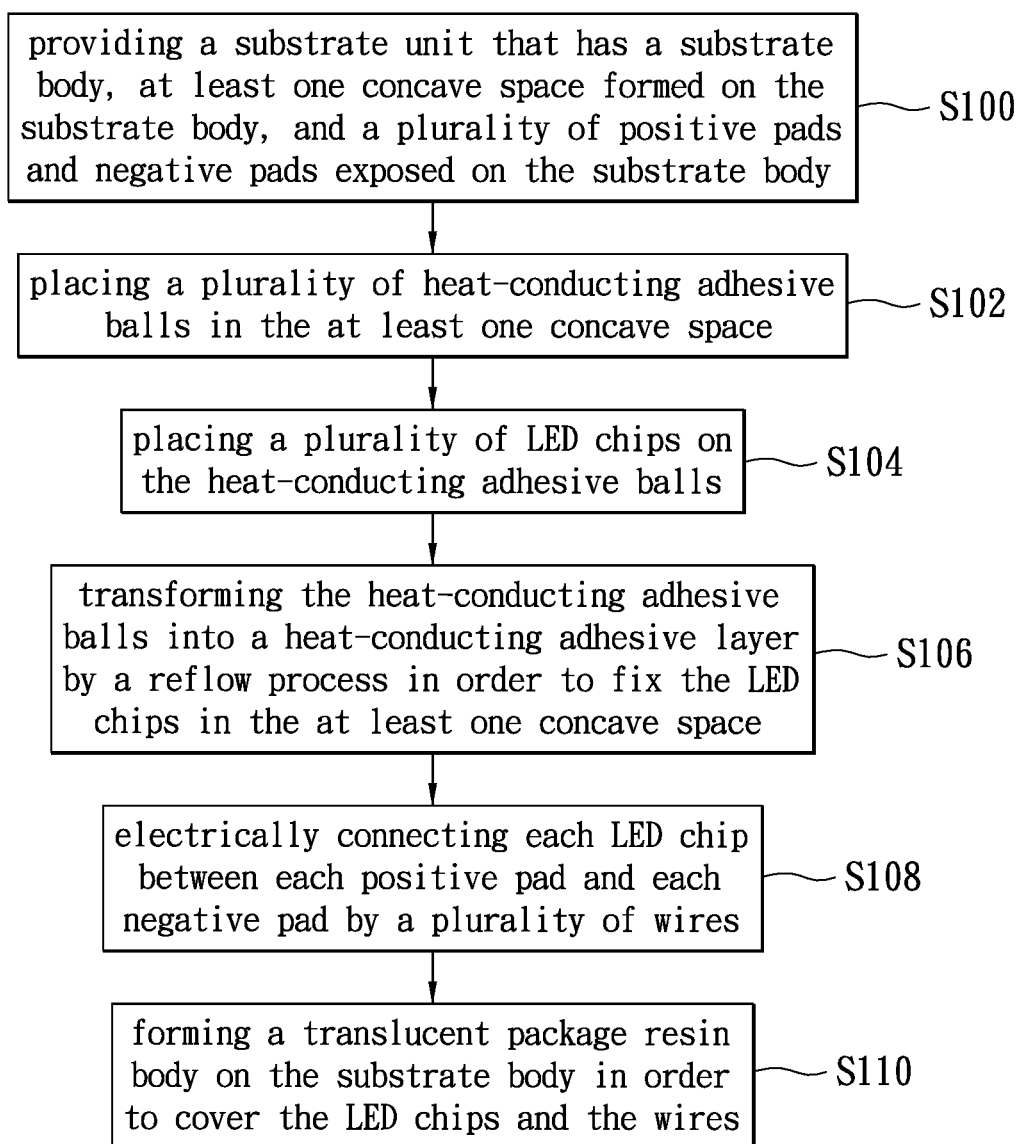 providing a substrate unit that has a substrate
body, at least one concave space formed on the
substrate body, and a plurality of positive pads
and negative pads exposed on the substrate body
S100
placing a plurality of heat-conducting adhesive
balls in the at least one concave space
S102
placing a plurality of LED chips on
the heat-conducting adhesive balls
S104
transforming the heat-conducting adhesive
balls into a heat-conducting adhesive layer
by a reflow process in order to fix the LED
chips in the at least one concave space
S106
electrically connecting each LED chip
between each positive pad and each
negative pad by a plurality of wires
S108
forming a translucent package resin
body on the substrate body in order
to cover the LED chips and the wires
S110